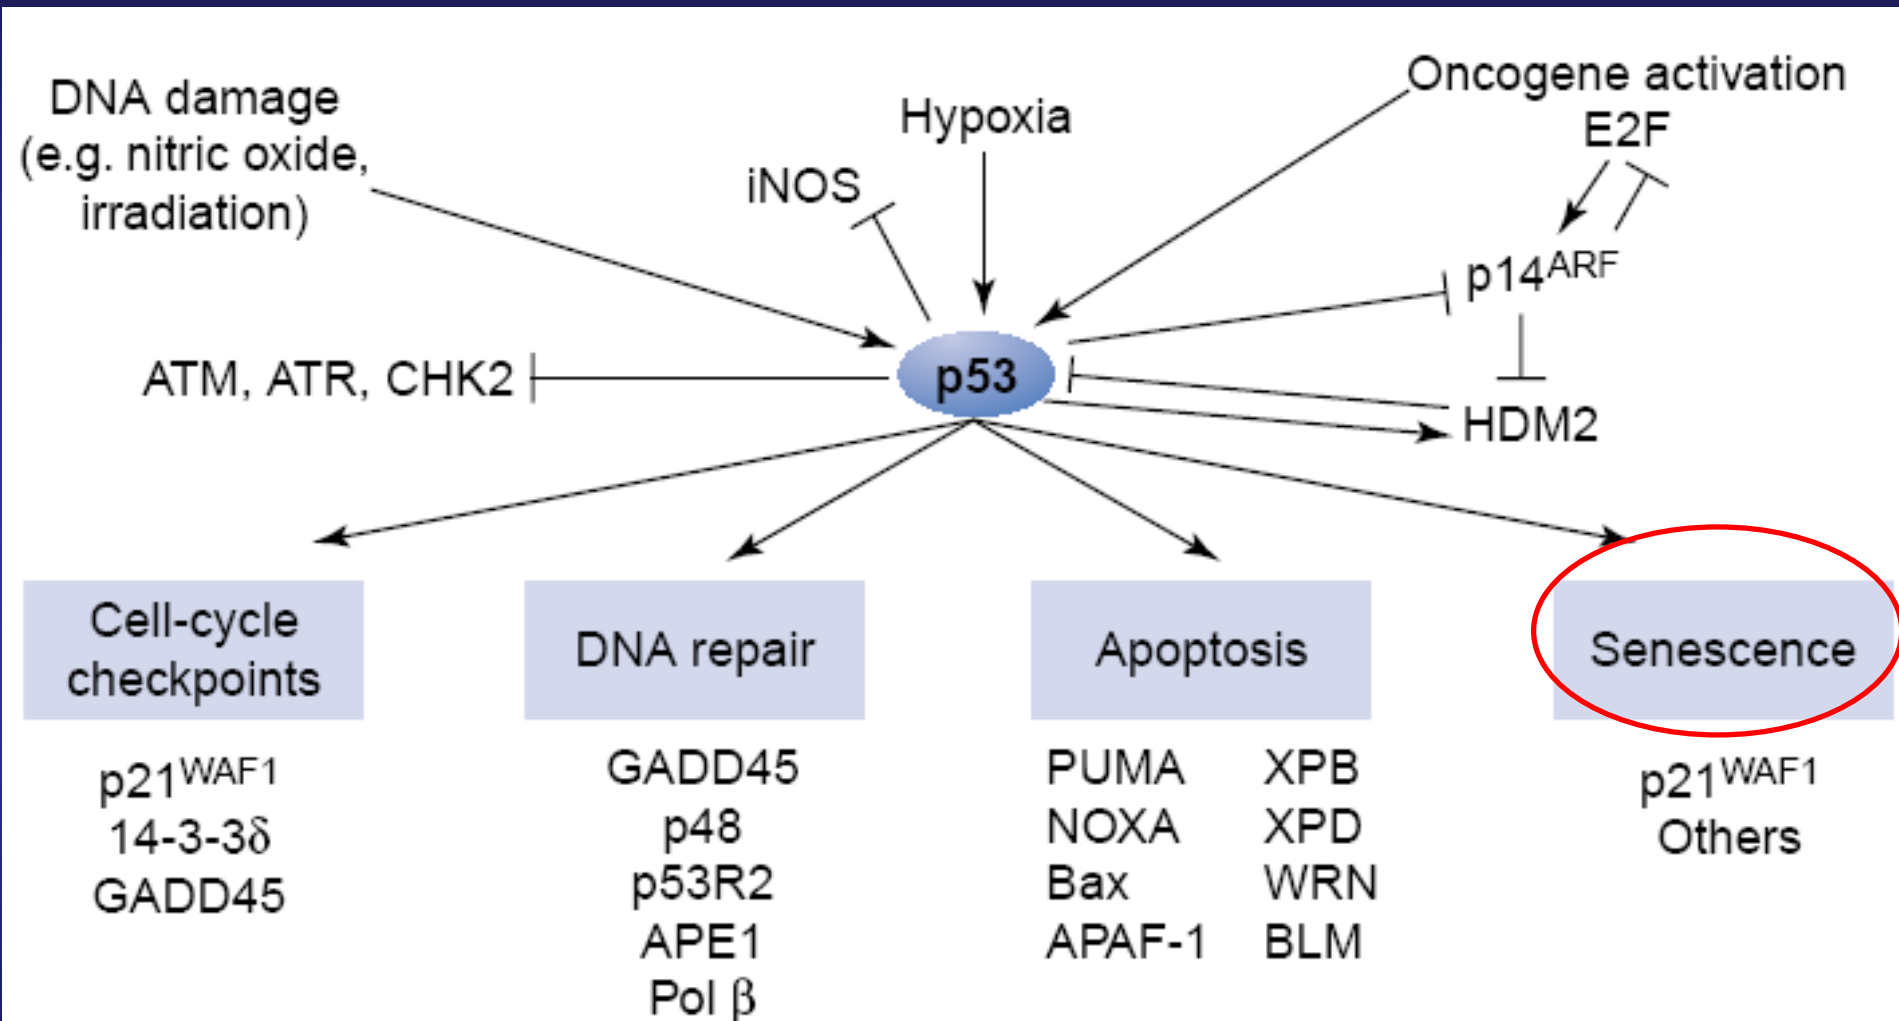 DNA damage
(e.g. nitric oxide,
irradiation)
Hypoxia
iNOS
Oncogene activation
E2F
p14ARF
ATM, ATR, CHK2
p53
HDM2
Cell-cycle
checkpoints
p21WAF1
14-3-3δ
GADD45
DNA repair
GADD45
p48
p53R2
APE1
Pol β
Apoptosis
PUMA XPB
NOXA XPD
Bax WRN
APAF-1 BLM
Senescence
p21WAF1
Others